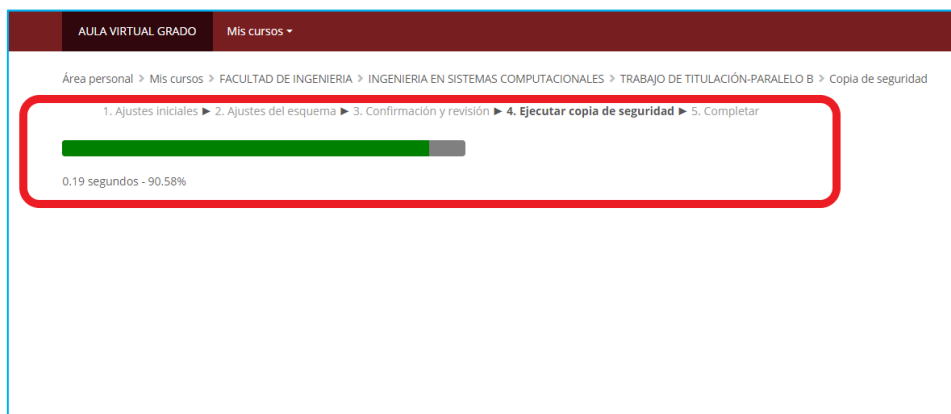 AULA VIRTUAL GRADO Mis cursos
Área personal > Mis cursos > FACULTAD DE INGENIERIA > INGENIERIA EN SISTEMAS COMPUTACIONALES > TRABAJO DE TITULACIÓN-PARALELO B > Copia de seguridad
1. Ajustes iniciales ► 2. Ajustes del esquema ► 3. Confirmación y revisión ► 4. Ejecutar copia de seguridad ► 5. Completar
0.19 segundos - 90.58%